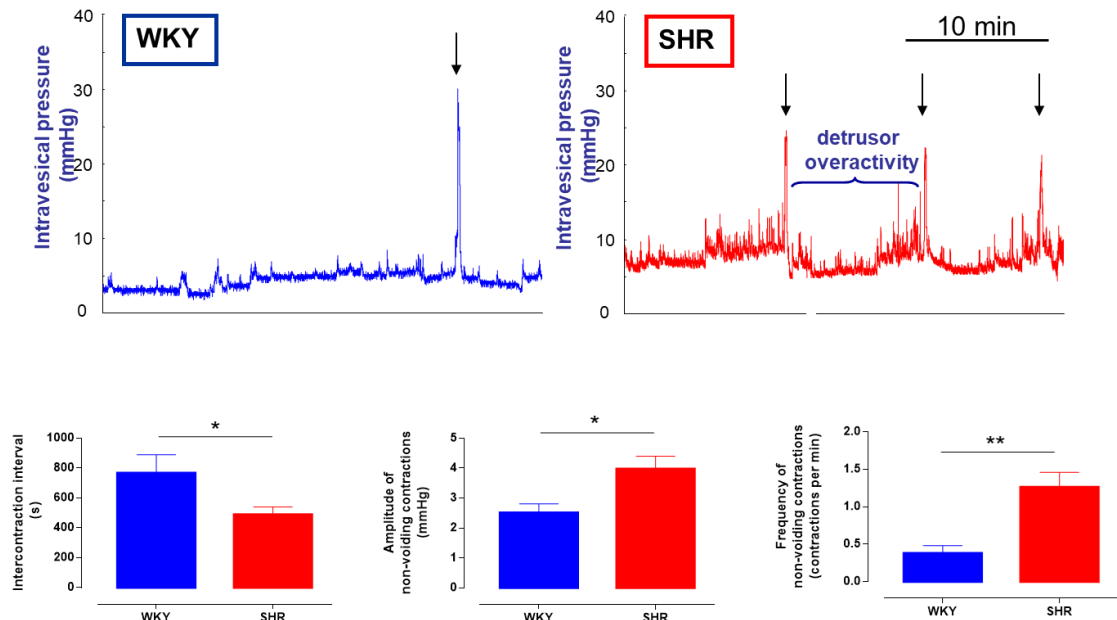 WKY
Intravesical pressure
(mmHg)
40
30
20
10
0
SHR
10 min
Intravesical pressure
(mmHg)
40
30
20
10
0
detrusor
overactivity
Intercontraction interval
(s)
1000
800
600
400
200
0
*
WKY
SHR
Amplitude of
non-voiding contractions
(mmHg)
5
4
3
2
1
0
*
WKY
SHR
Frequency of
non-voiding contractions
(contractions per min)
2.0
1.5
1.0
0.5
0.0
**
WKY
SHR